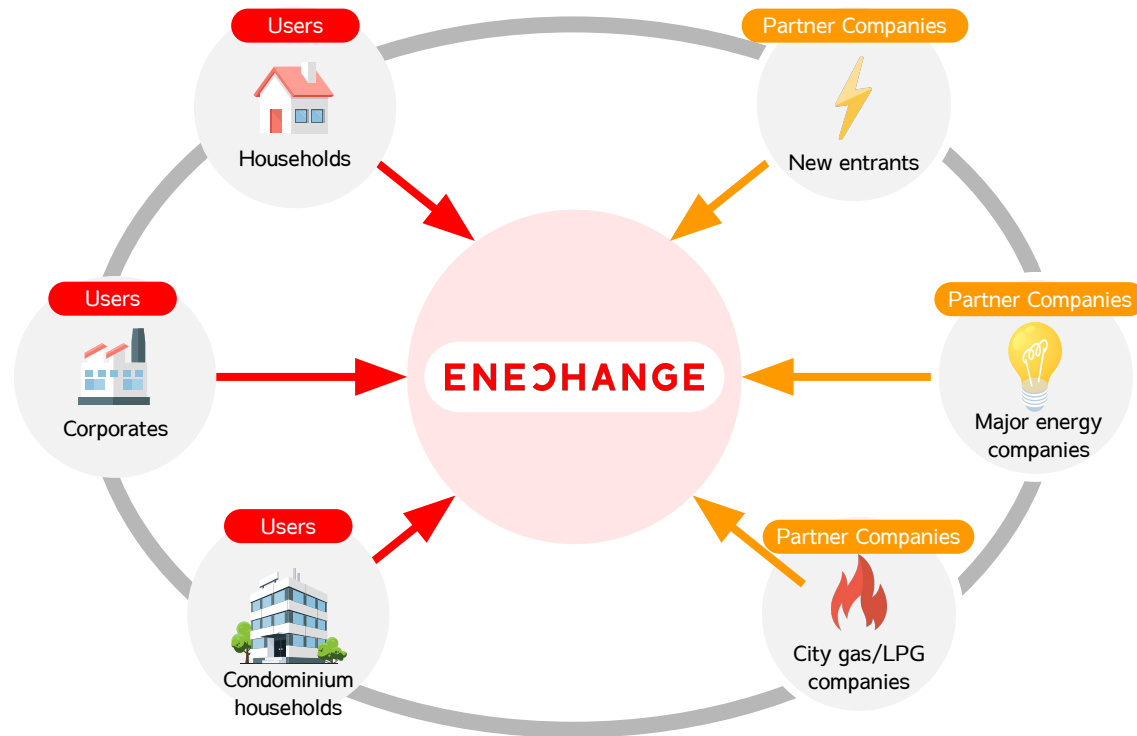 Users
Households
Partner Companies
New entrants
Users
Corporates
ENECHANGE
Partner Companies
Major energy
companies
Users
Condominium
households
Partner Companies
City gas/LPG
companies